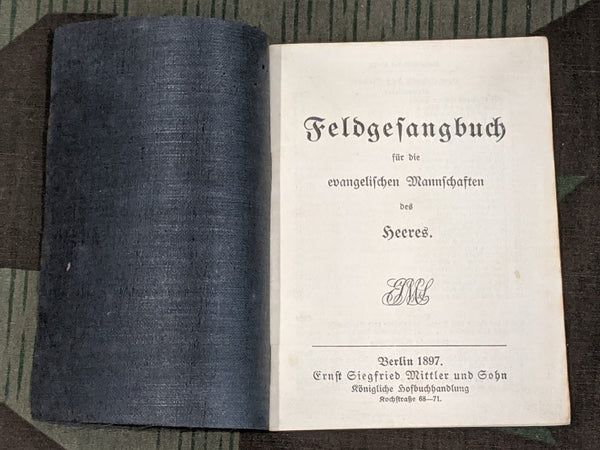 Feldgesangbuch
für die
evangelischen Mannschaften
des
Heeres.
Berlin 1897.
Ernst Siegfried Mittler und Sohn
Königliche Hofbuchhandlung
Kochstraße 68—71.